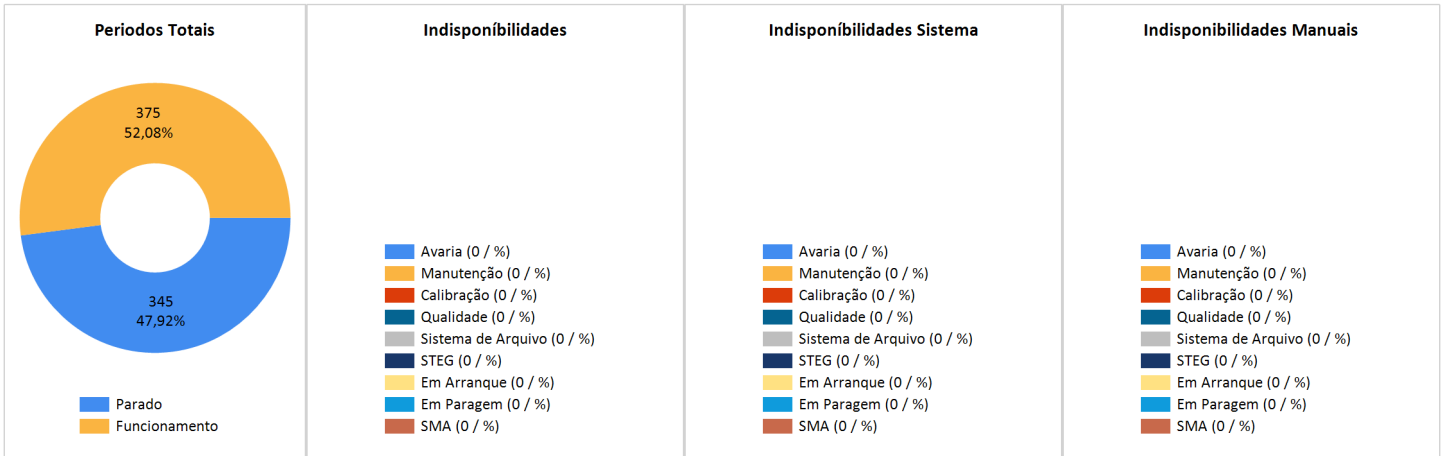 Periodos Totais
375
52,08%
345
47,92%
Parado
Funcionamento
Indisponíbilidades
Avaria (0 / %)
Manutenção (0 / %)
Calibração (0 / %)
Qualidade (0 / %)
Sistema de Arquivo (0 / %)
STEG (0 / %)
Em Arranque (0 / %)
Em Paragem (0 / %)
SMA (0 / %)
Indisponíbilidades Sistema
Avaria (0 / %)
Manutenção (0 / %)
Calibração (0 / %)
Qualidade (0 / %)
Sistema de Arquivo (0 / %)
STEG (0 / %)
Em Arranque (0 / %)
Em Paragem (0 / %)
SMA (0 / %)
Indisponíbilidades Manuais
Avaria (0 / %)
Manutenção (0 / %)
Calibração (0 / %)
Qualidade (0 / %)
Sistema de Arquivo (0 / %)
STEG (0 / %)
Em Arranque (0 / %)
Em Paragem (0 / %)
SMA (0 / %)